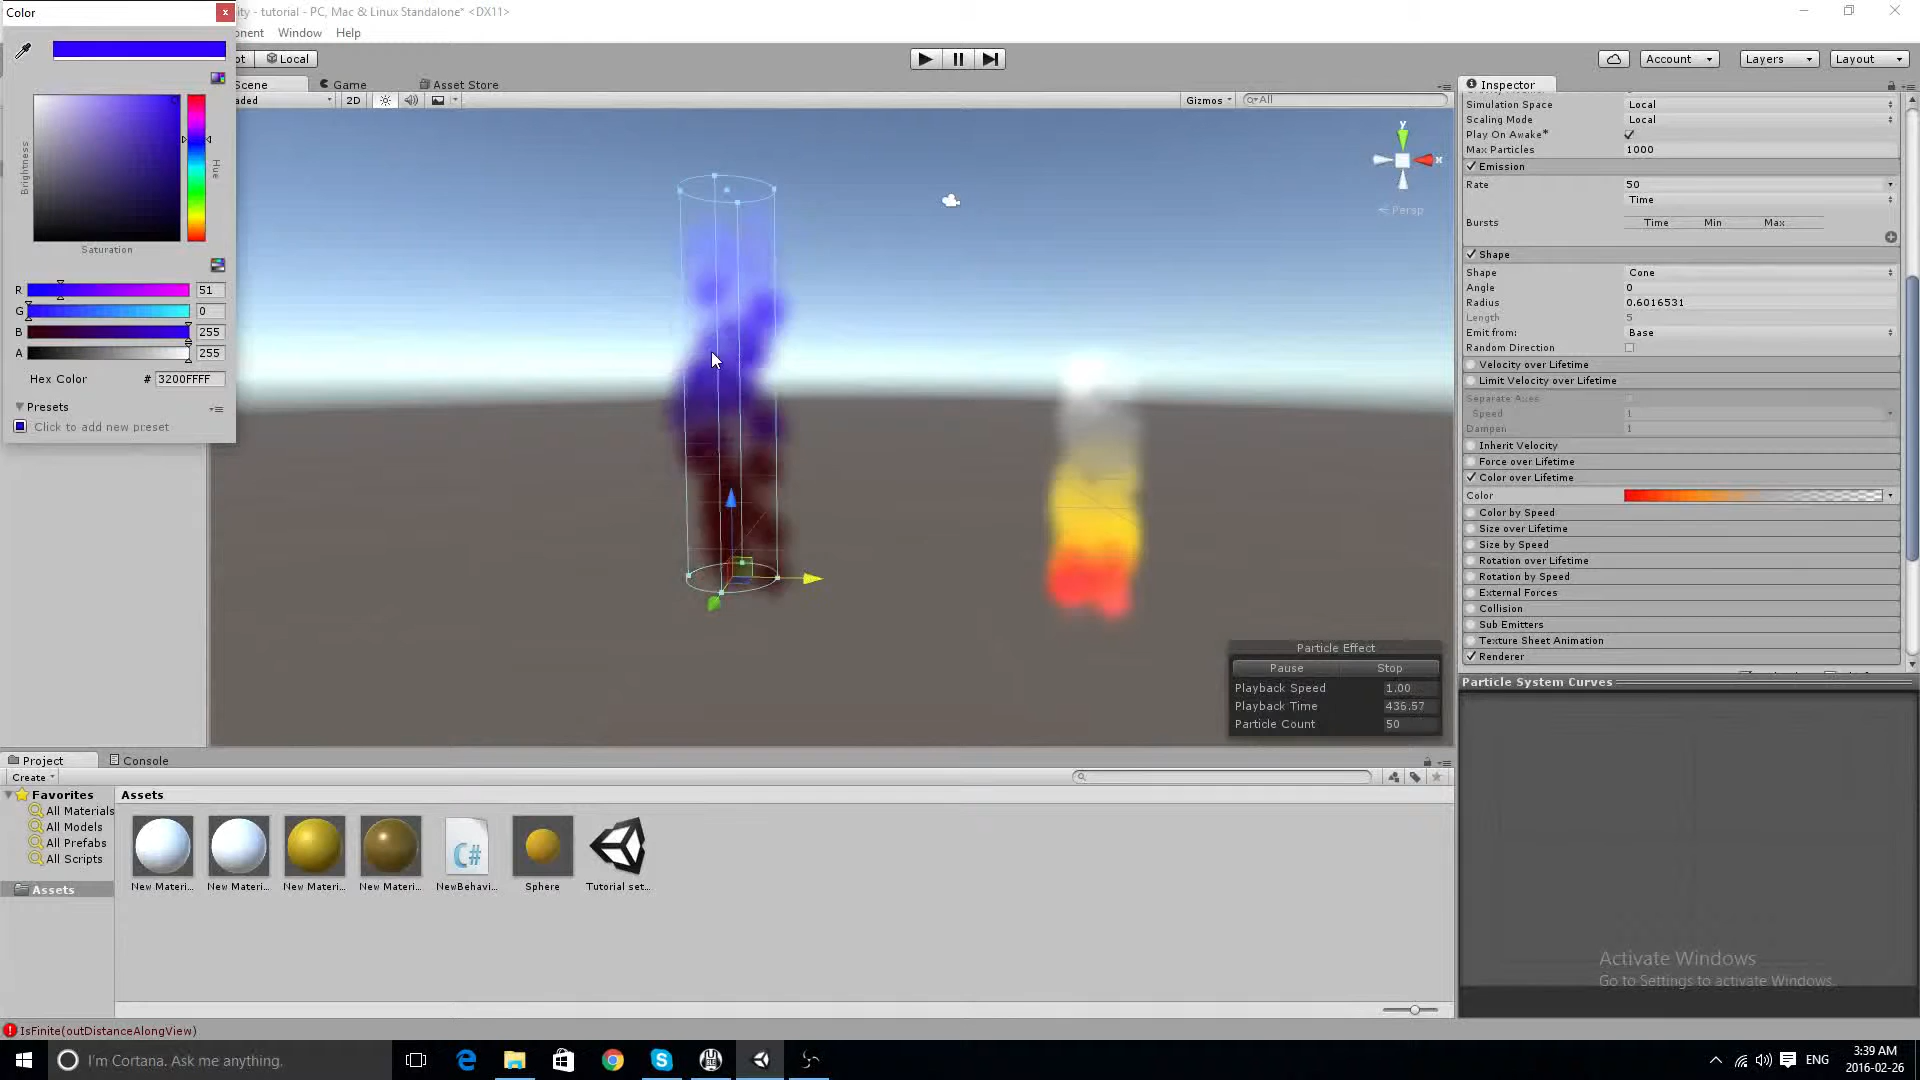 Color
x
ity - tutorial - PC, Mac & Linux Standalone* <DX11>
onent Window Help
ot Local
Account
Layers
Layout
Scene
Game
Asset Store
aded
2D
Gizmos
All
y
x
Persp
Brightness
Hue
Saturation
R 51
G 0
B 255
A 255
Hex Color # 3200FFFF
Presets
Click to add new preset
Inspector
Simulation Space Local
Scaling Mode Local
Play On Awake*
Max Particles 1000
Emission
Rate 50
Time
Bursts Time Min Max
Shape
Shape Cone
Angle 0
Radius 0.6016531
Length 5
Emit from: Base
Random Direction
Velocity over Lifetime
Limit Velocity over Lifetime
Separate Axes
Speed 1
Dampen 1
Inherit Velocity
Force over Lifetime
Color over Lifetime
Color
Color by Speed
Size over Lifetime
Size by Speed
Rotation over Lifetime
Rotation by Speed
External Forces
Collision
Sub Emitters
Texture Sheet Animation
Renderer
Particle System Curves
Particle Effect
Pause Stop
Playback Speed 1.00
Playback Time 436.57
Particle Count 50
Project
Console
Create
Favorites
All Materials
All Models
All Prefabs
All Scripts
Assets
Assets
C#
New Materi...
New Materi...
New Materi...
New Materi...
NewBehavi...
Sphere
Tutorial set...
Activate Windows
Go to Settings to activate Windows.
IsFinite(outDistanceAlongView)
I'm Cortana. Ask me anything.
ENG
3:39 AM
2016-02-26